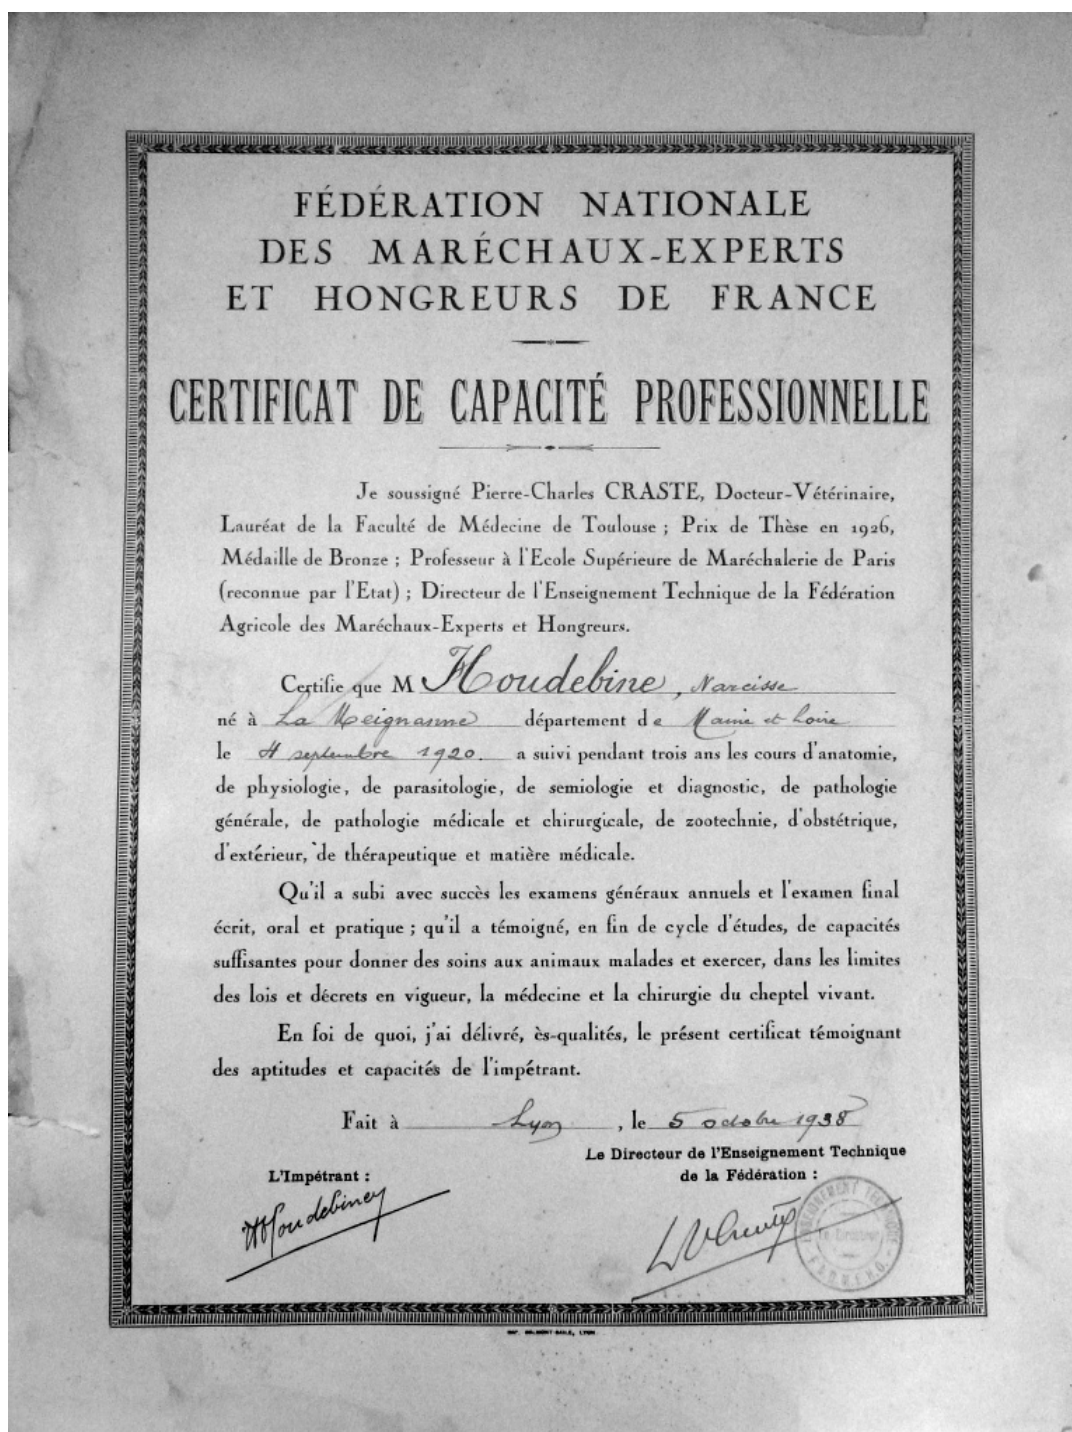 FÉDÉRATION NATIONALE
DES MARÉCHAUX-EXPERTS
ET HONGREURS DE FRANCE
CERTIFICAT DE CAPACITÉ PROFESSIONNELLE
Je soussigné Pierre-Charles CRASTE, Docteur-Vétérinaire,
Lauréat de la Faculté de Médecine de Toulouse ; Prix de Thèse en 1926,
Médaille de Bronze ; Professeur à l'Ecole Supérieure de Maréchalerie de Paris
(reconnue par l'Etat) ; Directeur de l'Enseignement Technique de la Fédération
Agricole des Maréchaux-Experts et Hongreurs.
Certifie que M Houdebine, Narcisse
né à La Meignanne département de Maine et Loire
le 4 septembre 1920. a suivi pendant trois ans les cours d'anatomie,
de physiologie, de parasitologie, de semiologie et diagnostic, de pathologie
générale, de pathologie médicale et chirurgicale, de zootechnie, d'obstétrique,
d'extérieur, de thérapeutique et matière médicale.
Qu'il a subi avec succès les examens généraux annuels et l'examen final
écrit, oral et pratique ; qu'il a témoigné, en fin de cycle d'études, de capacités
suffisantes pour donner des soins aux animaux malades et exercer, dans les limites
des lois et décrets en vigueur, la médecine et la chirurgie du cheptel vivant.
En foi de quoi, j'ai délivré, ès-qualités, le présent certificat témoignant
des aptitudes et capacités de l'impétrant.
Fait à Lyon, le 5 octobre 1938
Le Directeur de l'Enseignement Technique
de la Fédération :
L'Impétrant :
Houdebine
ENSEIGNEMENT TECHNIQUE
Le Directeur